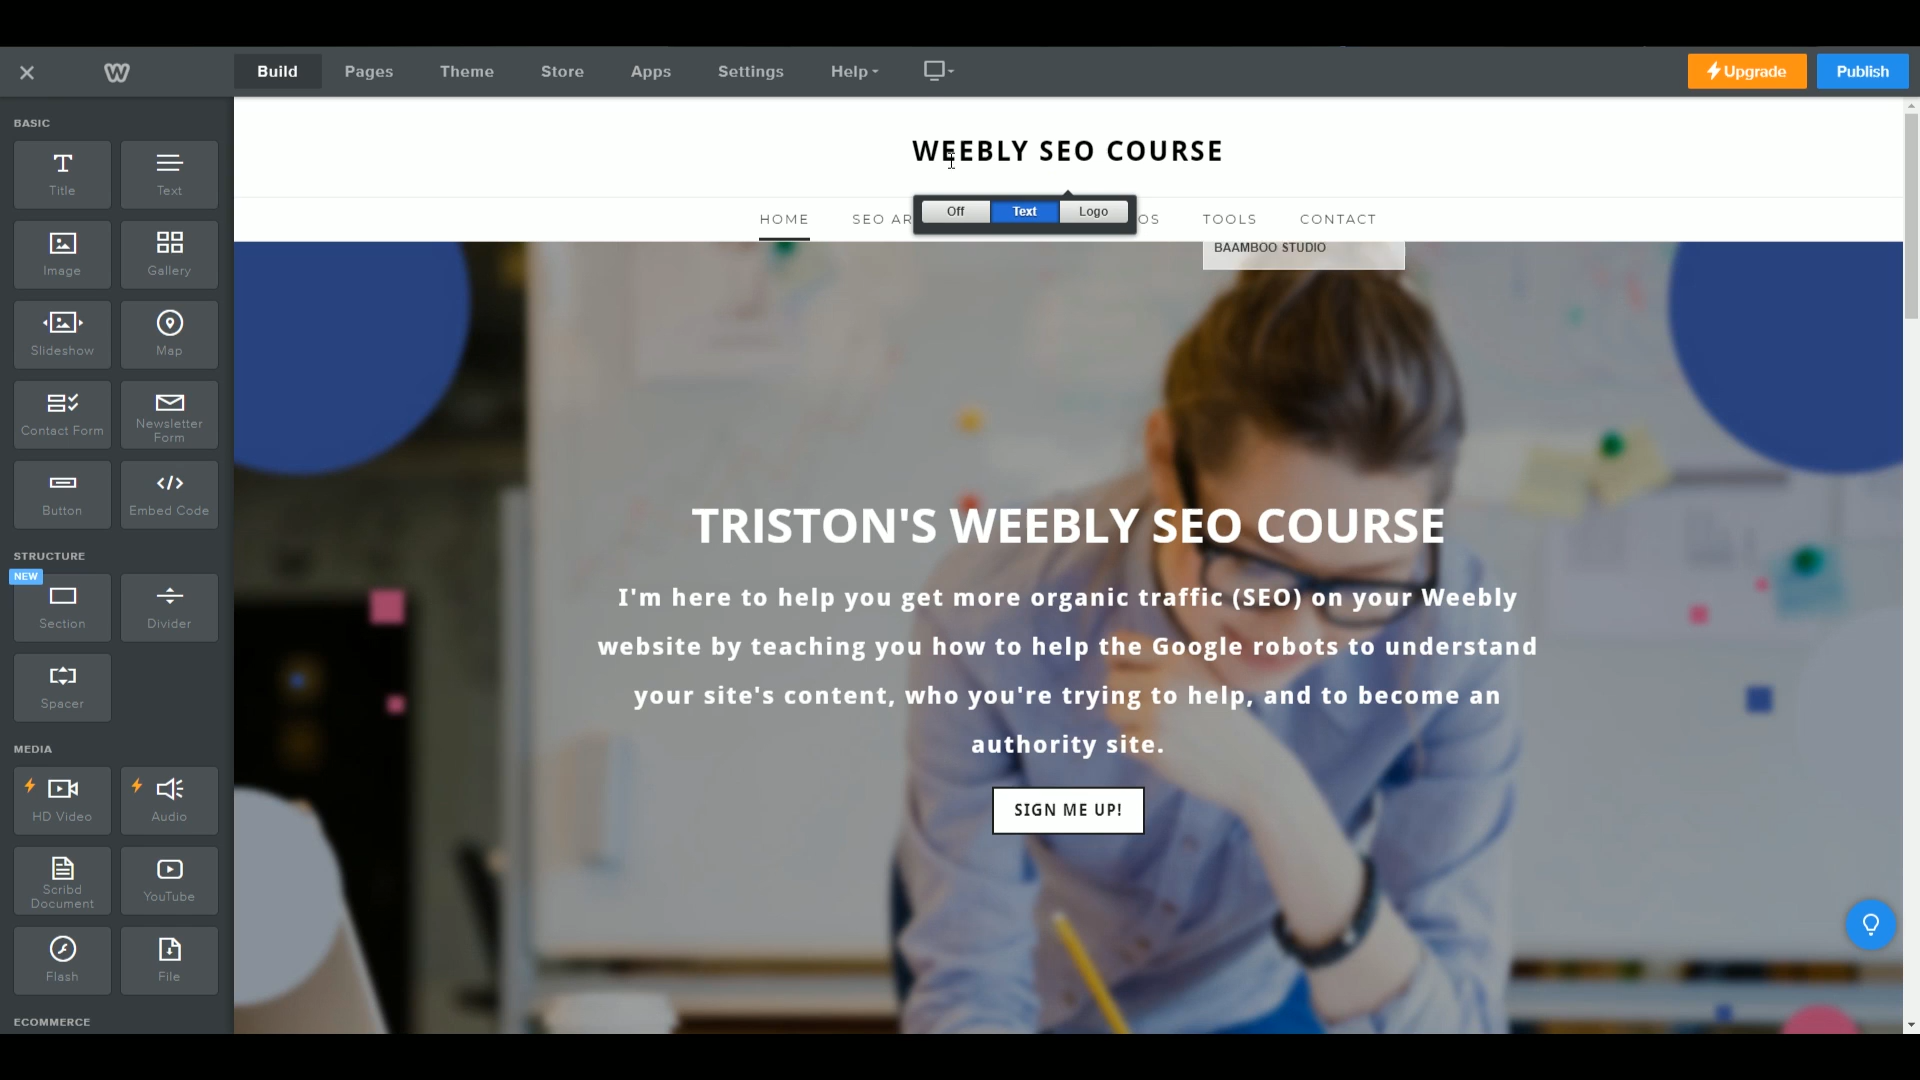 Build
Pages
Theme
Store
Apps
Settings
Help
Upgrade
Publish
BASIC
Title
Text
Image
Gallery
Slideshow
Map
Contact Form
Newsletter
Form
Button
Embed Code
STRUCTURE
NEW
Section
Divider
Spacer
MEDIA
HD Video
Audio
Scribd
Document
YouTube
Flash
File
ECOMMERCE
WEEBLY SEO COURSE
Off
Text
Logo
HOME
SEO AR
OS
TOOLS
CONTACT
BAAMBOO STUDIO
TRISTON'S WEEBLY SEO COURSE
I'm here to help you get more organic traffic (SEO) on your Weebly
website by teaching you how to help the Google robots to understand
your site's content, who you're trying to help, and to become an
authority site.
SIGN ME UP!